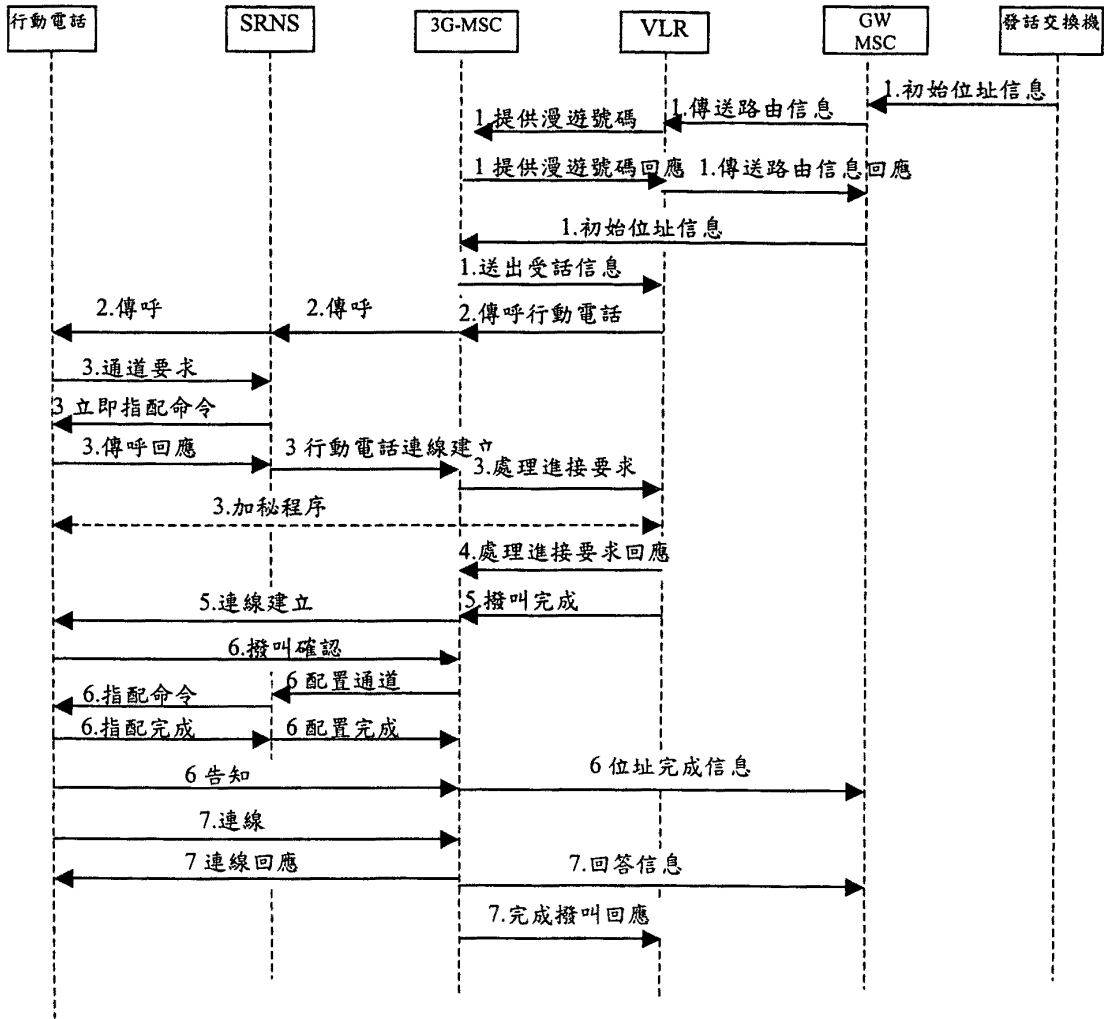 行動電話
SRNS
3G-MSC
VLR
GW
MSC
發話交換機
1.初始位址信息
1.傳送路由信息
1.提供漫遊號碼
1 提供漫遊號碼回應
1.傳送路由信息回應
1.初始位址信息
1.送出受話信息
2.傳呼
2.傳呼
2.傳呼行動電話
3.通道要求
3 立即指配命令
3.傳呼回應
3 行動電話連線建立
3.處理進接要求
3.加秘程序
4.處理進接要求回應
5.連線建立
5.撥叫完成
6.撥叫確認
6 配置通道
6.指配命令
6.指配完成
6 配置完成
6 告知
6 位址完成信息
7.連線
7 連線回應
7.回答信息
7.完成撥叫回應